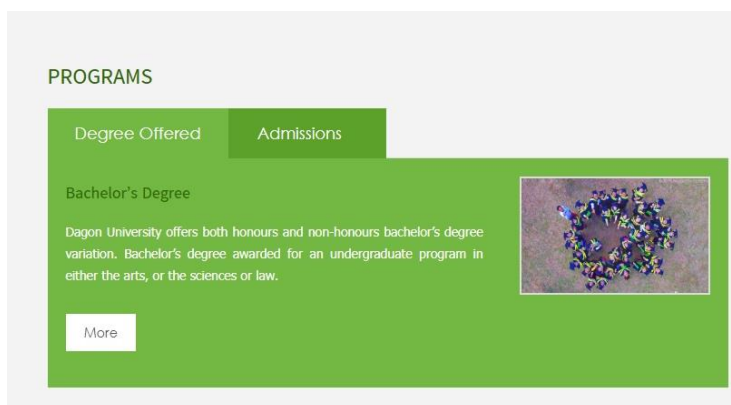 PROGRAMS
Degree Offered
Admissions
Bachelor's Degree
Dagon University offers both honours and non-honours bachelor's degree
variation. Bachelor's degree awarded for an undergraduate program in
either the arts, or the sciences or law.
More